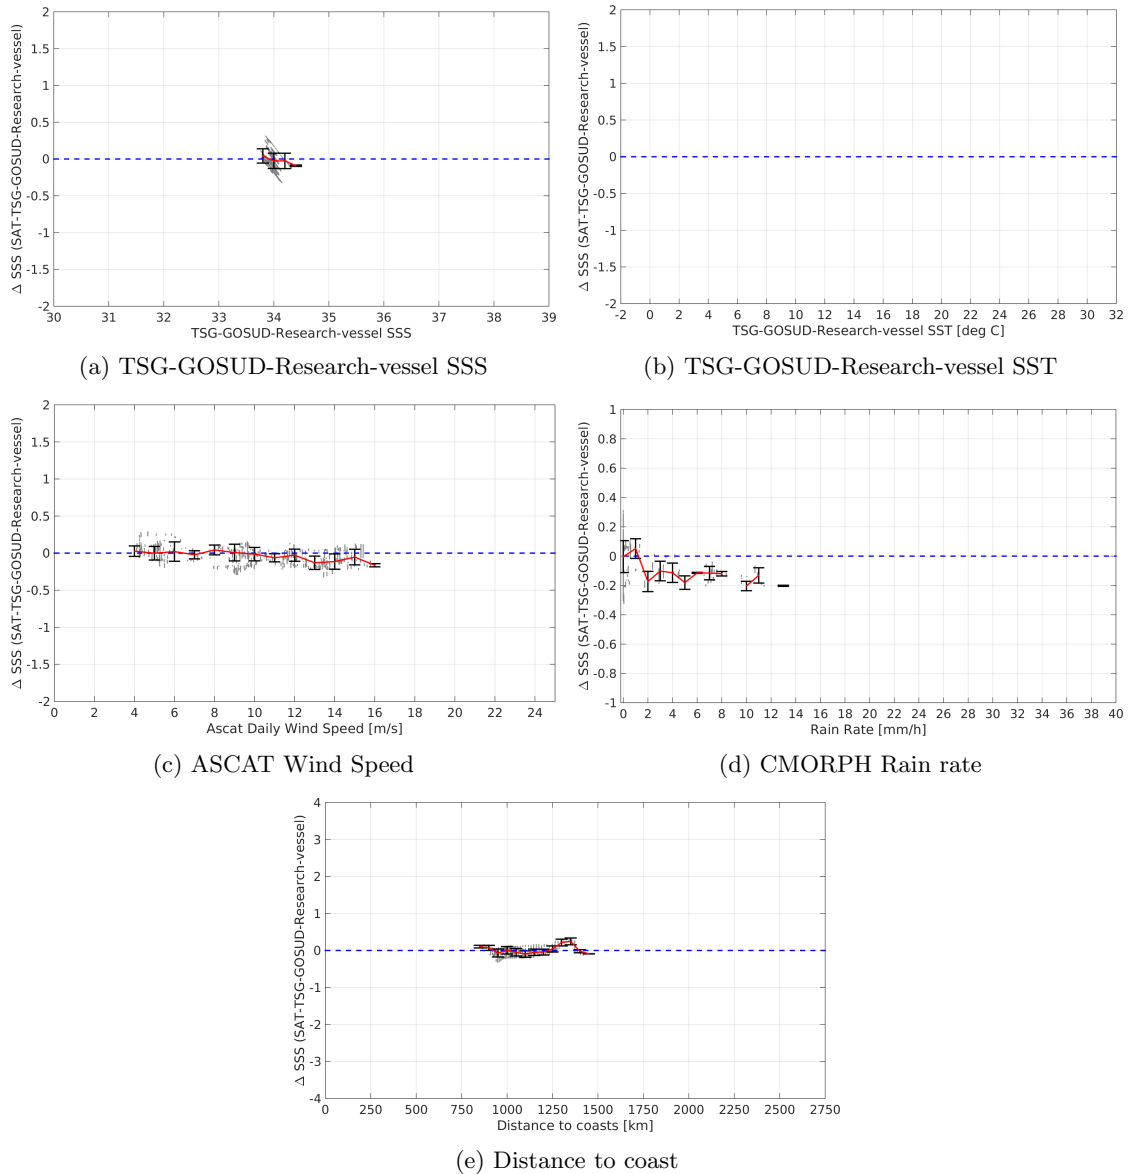 Δ SSS (SAT-TSG-GOSUD-Research-vessel)
2
1.5
1
0.5
0
-0.5
-1
-1.5
-2
30 31 32 33 34 35 36 37 38 39
TSG-GOSUD-Research-vessel SSS
(a) TSG-GOSUD-Research-vessel SSS
Δ SSS (SAT-TSG-GOSUD-Research-vessel)
2
1.5
1
0.5
0
-0.5
-1
-1.5
-2
-2 0 2 4 6 8 10 12 14 16 18 20 22 24 26 28 30 32
TSG-GOSUD-Research-vessel SST [deg C]
(b) TSG-GOSUD-Research-vessel SST
Δ SSS (SAT-TSG-GOSUD-Research-vessel)
2
1.5
1
0.5
0
-0.5
-1
-1.5
-2
0 2 4 6 8 10 12 14 16 18 20 22 24
Ascat Daily Wind Speed [m/s]
(c) ASCAT Wind Speed
Δ SSS (SAT-TSG-GOSUD-Research-vessel)
1
0.8
0.6
0.4
0.2
0
-0.2
-0.4
-0.6
-0.8
-1
0 2 4 6 8 10 12 14 16 18 20 22 24 26 28 30 32 34 36 38 40
Rain Rate [mm/h]
(d) CMORPH Rain rate
Δ SSS (SAT-TSG-GOSUD-Research-vessel)
4
3
2
1
0
-1
-2
-3
-4
0 250 500 750 1000 1250 1500 1750 2000 2250 2500 2750
Distance to coasts [km]
(e) Distance to coast